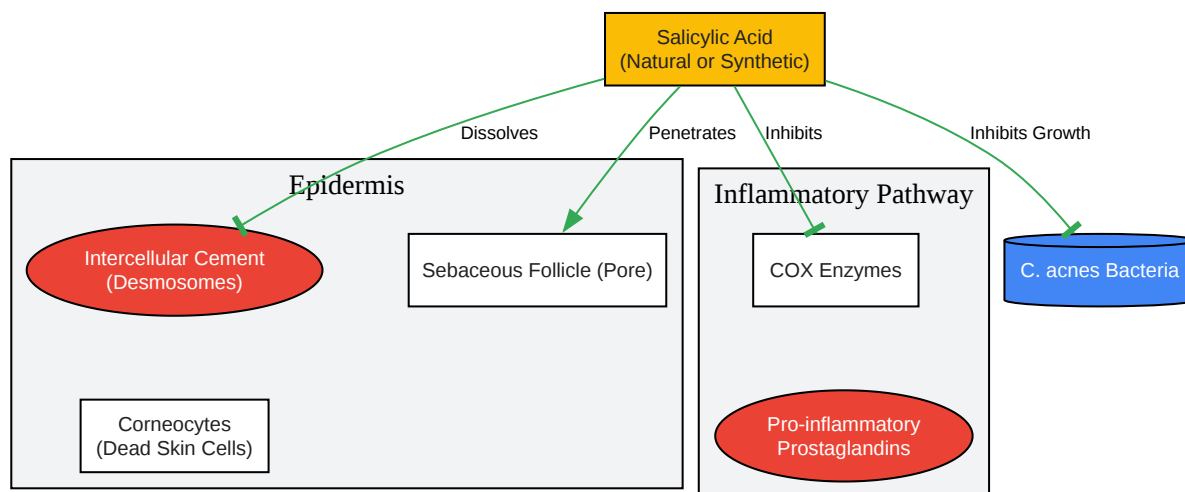 Salicylic Acid
(Natural or Synthetic)
Dissolves
Penetrates
Inhibits
Inhibits Growth
Epidermis
Inflammatory Pathway
Intercellular Cement
(Desmosomes)
Sebaceous Follicle (Pore)
COX Enzymes
C. acnes Bacteria
Corneocytes
(Dead Skin Cells)
Pro-inflammatory
Prostaglandins